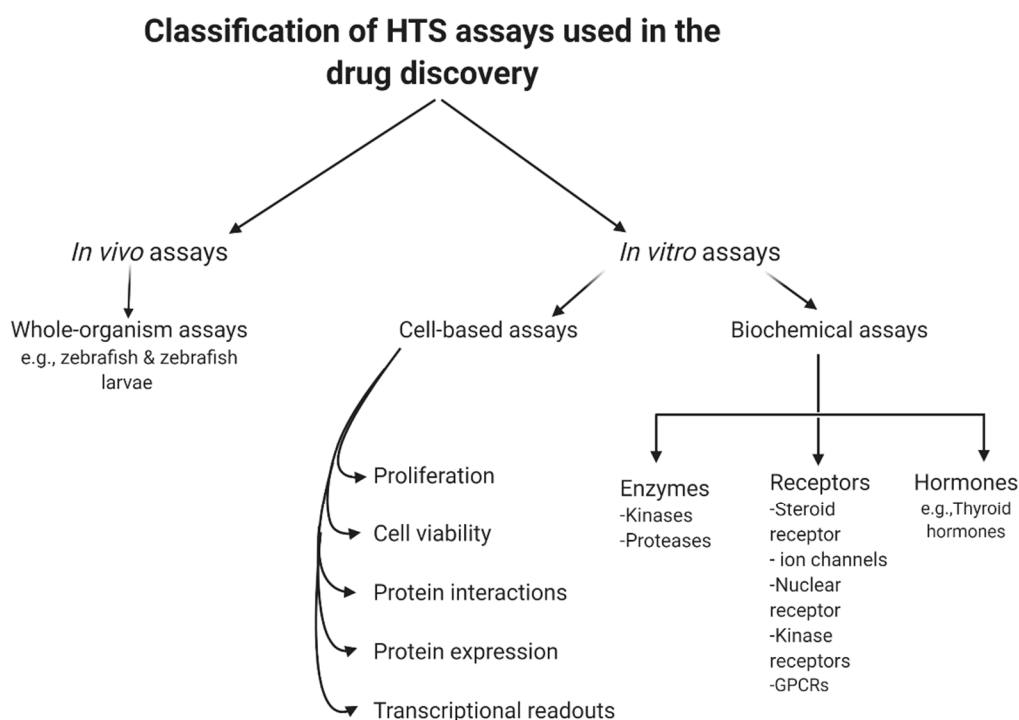 Classification of HTS assays used in the
drug discovery
In vivo assays
In vitro assays
Whole-organism assays
e.g., zebrafish & zebrafish
larvae
Cell-based assays
Biochemical assays
Proliferation
Cell viability
Protein interactions
Protein expression
Transcriptional readouts
Enzymes
-Kinases
-Proteases
Receptors
-Steroid
receptor
- ion channels
-Nuclear
receptor
-Kinase
receptors
-GPCRs
Hormones
e.g.,Thyroid
hormones